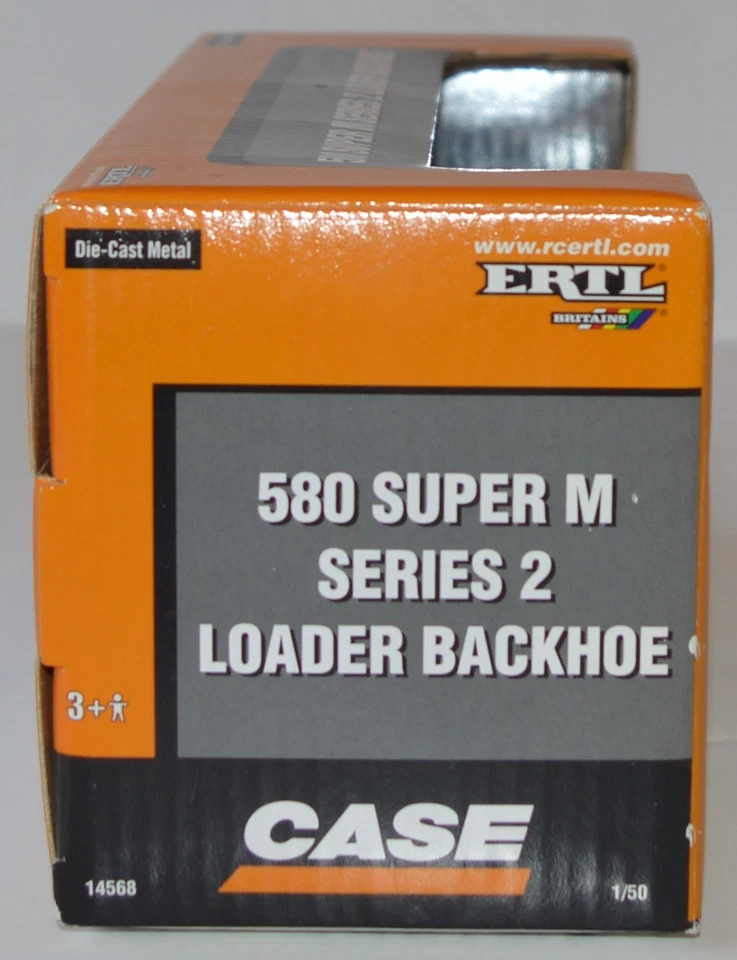 ERTL
Die-Cast Metal
www.rcertl.com
ERTL®
BRITAINS®
580 SUPER M
SERIES 2
LOADER BACKHOE
3+
CASE
14568
1/50